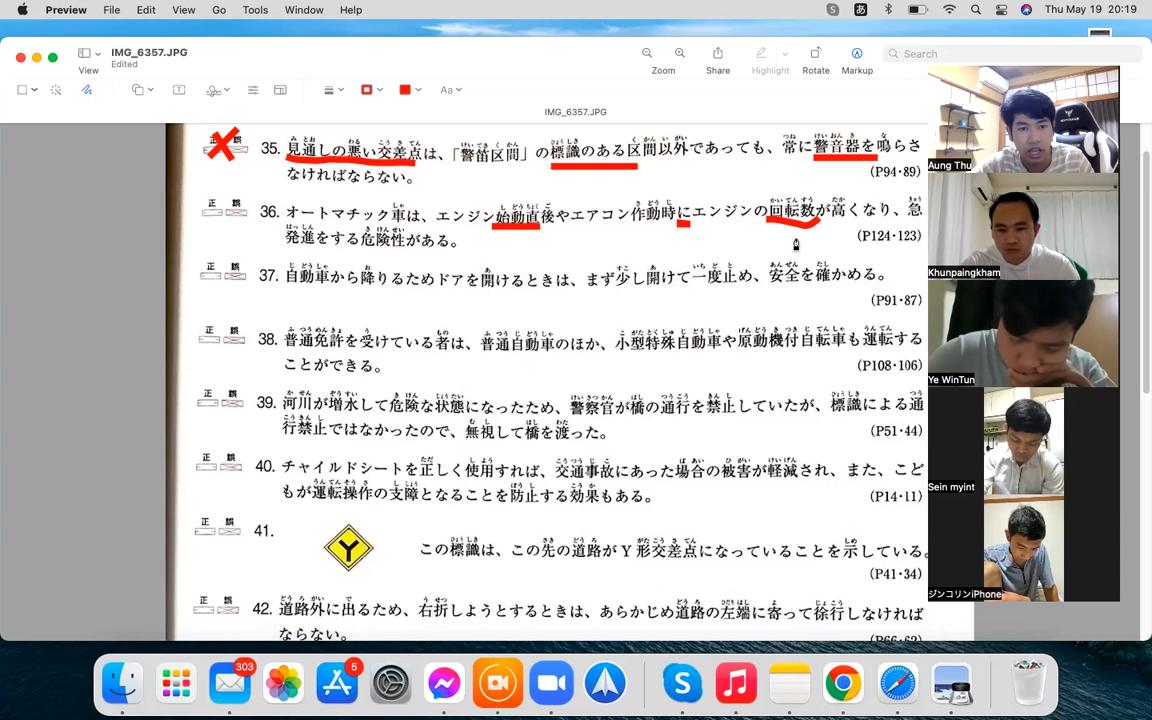 Preview File Edit View Go Tools Window Help
Thu May 19 20:19
IMG_6357.JPG
Edited
View
Zoom
Share
Highlight
Rotate
Markup
Search
Aa
IMG_6357.JPG
正 誤 35. 見通しの悪い交差点は、「警笛区間」の標識のある区間以外であっても、常に警音器を鳴らさ
なければならない。
(P94・89)
正 誤 36. オートマチック車は、エンジン始動直後やエアコン作動時にエンジンの回転数が高くなり、急
発進をする危険性がある。
(P124・123)
正 誤 37. 自動車から降りるためドアを開けるときは、まず少し開けて一度止め、安全を確かめる。
(P91・87)
正 誤 38. 普通免許を受けている者は、普通自動車のほか、小型特殊自動車や原動機付自転車も運転する
ことができる。
(P108・106)
正 誤 39. 河川が増水して危険な状態になったため、警察官が橋の通行を禁止していたが、標識による通
行禁止ではなかったので、無視して橋を渡った。
(P51・44)
正 誤 40. チャイルドシートを正しく使用すれば、交通事故にあった場合の被害が軽減され、また、こど
もが運転操作の支障となることを防止する効果もある。
(P14・11)
正 誤 41.
Y
この標識は、この先の道路がY形交差点になっていることを示している。
(P41・34)
正 誤 42. 道路外に出るため、右折しようとするときは、あらかじめ道路の左端に寄って徐行しなければ
ならない。
(P66・62)
Aung Thu
Khunpaingkham
Ye WinTun
Sein myint
ジンコリンiPhone
303
5